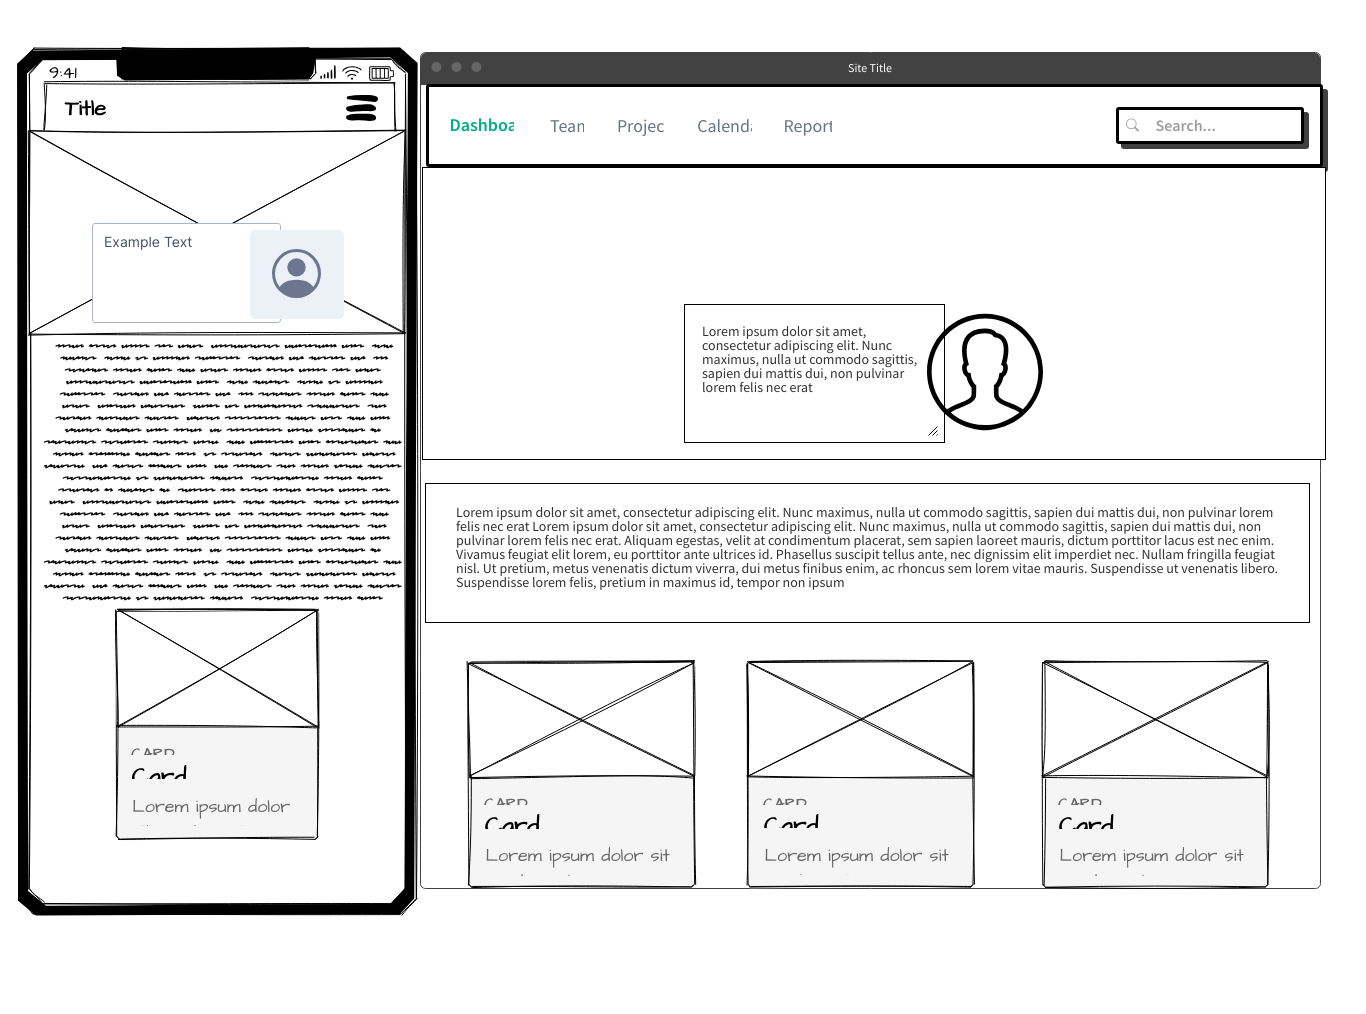 9:41
Title
Example Text
CARD
Card
Lorem ipsum dolor
Site Title
Dashboa
Team
Projec
Calenda
Report
Search...
Lorem ipsum dolor sit amet,
consectetur adipiscing elit. Nunc
maximus, nulla ut commodo sagittis,
sapien dui mattis dui, non pulvinar
lorem felis nec erat
Lorem ipsum dolor sit amet, consectetur adipiscing elit. Nunc maximus, nulla ut commodo sagittis, sapien dui mattis dui, non pulvinar lorem
felis nec erat Lorem ipsum dolor sit amet, consectetur adipiscing elit. Nunc maximus, nulla ut commodo sagittis, sapien dui mattis dui, non
pulvinar lorem felis nec erat. Aliquam egestas, velit at condimentum placerat, sem sapien laoreet mauris, dictum porttitor lacus est nec enim.
Vivamus feugiat elit lorem, eu porttitor ante ultrices id. Phasellus suscipit tellus ante, nec dignissim elit imperdiet nec. Nullam fringilla feugiat
nisl. Ut pretium, metus venenatis dictum viverra, dui metus finibus enim, ac rhoncus sem lorem vitae mauris. Suspendisse ut venenatis libero.
Suspendisse lorem felis, pretium in maximus id, tempor non ipsum
CARD
Card
Lorem ipsum dolor sit
CARD
Card
Lorem ipsum dolor sit
CARD
Card
Lorem ipsum dolor sit